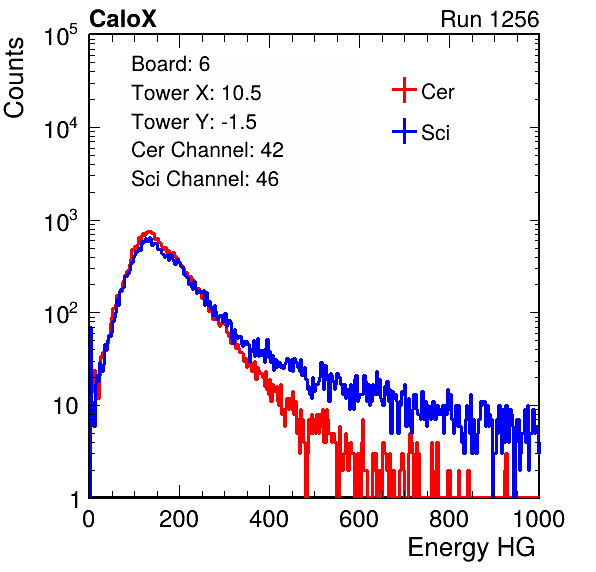 CaloX Run 1256
Counts
10^5
10^4
10^3
10^2
10
1
Board: 6
Tower X: 10.5
Tower Y: -1.5
Cer Channel: 42
Sci Channel: 46
Cer
Sci
0 200 400 600 800 1000
Energy HG